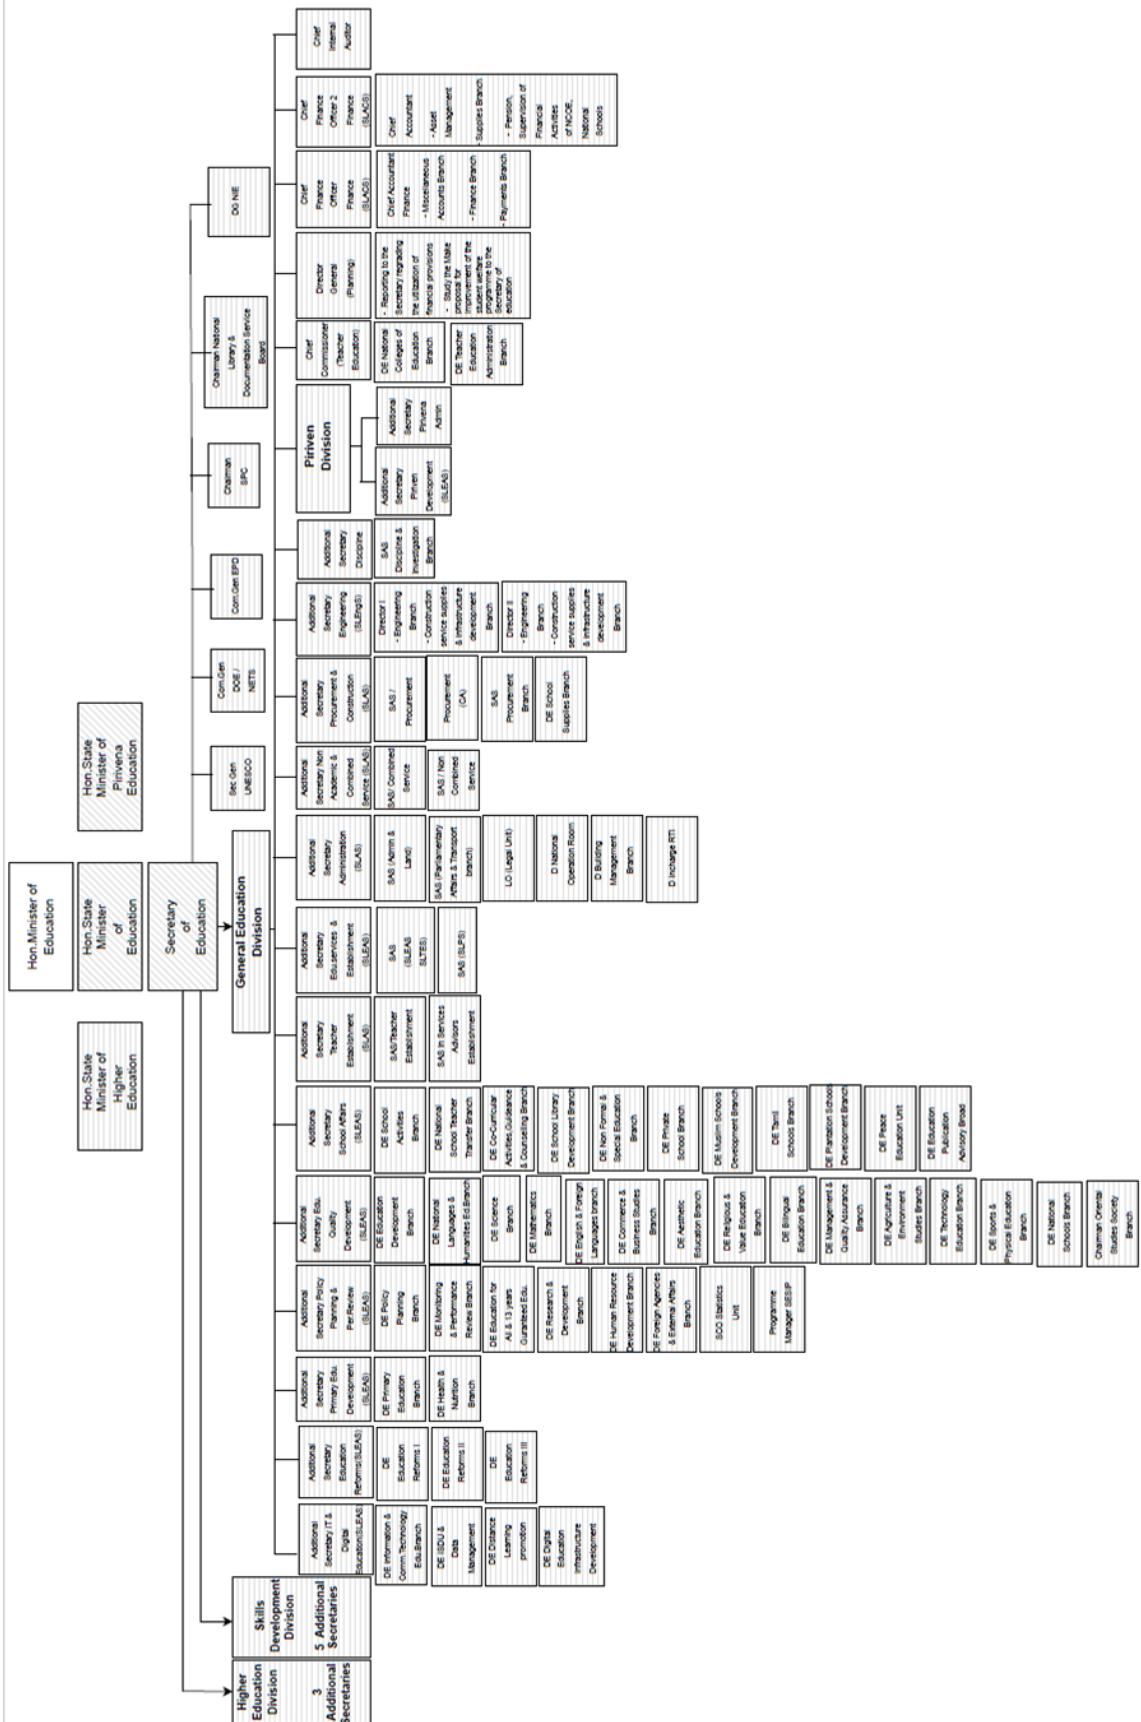 Hon.Minister of
Education
Hon.State
Minister of
Higher
Education
Hon.State
Minister
of
Education
Hon.State
Minister of
Pirivena
Education
Secretary
of
Education
Sec Gen
UNESCO
Com.Gen
DOE /
NETS
Com.Gen EPD
Chairman
SPC
Chairman National
Library &
Documentation Service
Board
DG NIE
Higher
Education
Division
3
Additional
Secretaries
Skills
Development
Division
5 Additional
Secretaries
General Education
Division
Additional
Secretary IT &
Digital
Education(SLEAS)
DE Information &
Comm.Technology
Edu.Branch
DE ISDU &
Data
Management
DE Distance
Learning
promotion
DE Digital
Education
Infrastructure
Development
Additional
Secretary
Education
Reforms(SLEAS)
DE
Education
Reforms I
DE Education
Reforms II
DE
Education
Reforms III
Additional
Secretary
Primary Edu.
Development
(SLEAS)
DE Primary
Education
Branch
DE Health &
Nutrition
Branch
Additional
Secretary Policy
Planning &
Per.Review
(SLEAS)
DE Policy
Planning
Branch
DE Monitoring
& Performance
Review Branch
DE Education for
All & 13 years
Guranteed Edu.
DE Research &
Development
Branch
DE Human Resource
Development Branch
DE Foreign Agencies
& External Affairs
Branch
SCO Statistics
Unit
Programme
Manager SESIP
Additional
Secretary Edu.
Quality
Development
(SLEAS)
DE Education
Development
Branch
DE National
Languages &
Humanities Ed.Branch
DE Science
Branch
DE Mathematics
Branch
DE English & Foreign
Languages branch
DE Commerce &
Business Studies
Branch
DE Aesthetic
Education Branch
DE Religious &
Value Education
Branch
DE Bilingual
Education Branch
DE Management &
Quality Assurance
Branch
DE Agriculture &
Environment
Studies Branch
DE Technology
Education Branch
DE Sports &
Physical Education
Branch
DE National
Schools Branch
Chairman Oriental
Studies Society
Branch
Additional
Secretary
School Affairs
(SLEAS)
DE School
Activities
Branch
DE National
School Teacher
Transfer Branch
DE Co-Curricular
Activities,Guideance
& Counseling Branch
DE School Library
Development Branch
DE Non Formal &
Special Education
Branch
DE Private
School Branch
DE Muslim Schools
Development Branch
DE Tamil
Schools Branch
DE Plantation Schools
Development Branch
DE Peace
Education Unit
DE Education
Publication
Advisory Broad
Additional
Secretary
Teacher
Establishment
(SLAS)
SAS/Teacher
Establishment
SAS In Services
Advisors
Establishment
Additional
Secretary
Edu.services &
Establishment
(SLEAS)
SAS
(SLEAS
SLTES)
SAS (SLPS)
Additional
Secretary
Administration
(SLAS)
SAS (Admin &
Land)
SAS (Parliamentary
Affairs & Transport
branch)
LO (Legal Unit)
D National
Operation Room
D Building
Management
Branch
D Incharge RTI
Additional
Secretary Non
Academic &
Combined
Service (SLAS)
SAS/ Combined
Service
SAS / Non
Combined
Service
Additional
Secretary
Procurement &
Construction
(SLAS)
SAS /
Procurement
Procurement
(CA)
SAS
Procurement
Branch
DE School
Supplies Branch
Additional
Secretary
Engineering
(SLEngS)
Director I
- Engineering
Branch
- Construction
service supplies
& infrastructure
development
Branch
Director II
- Engineering
Branch
- Construction
service supplies
& infrastructure
development
Branch
Additional
Secretary
Discipline
SAS
Discipline &
Investigation
Branch
Piriven
Division
Additional
Secretary
Piriven
Development
(SLEAS)
Additional
Secretary
Pirivena
Admin
Chief
Commissioner
(Teacher
Education)
DE National
Colleges of
Education
Branch
DE Teacher
Education
Administration
Branch
Director
General
(Planning)
- Reporting to the
Secretary regrading
the utilization of
financial provisions
- Study the Make
proposal for
improvement of the
student welfare
programme to the
Secretary of
education
Chief
Finance
Officer
Finance
(SLACS)
Chief Accountant
Finance
- Miscellaneous
Accounts Branch
- Finance Branch
- Payments Branch
Chief
Finance
Officer 2
Finance
(SLACS)
Chief
Accountant
- Asset
Management
- Supplies Branch
- Pension,
Supervision of
Financial
Activities
of NCOE,
National
Schools
Chief
Internal
Auditor